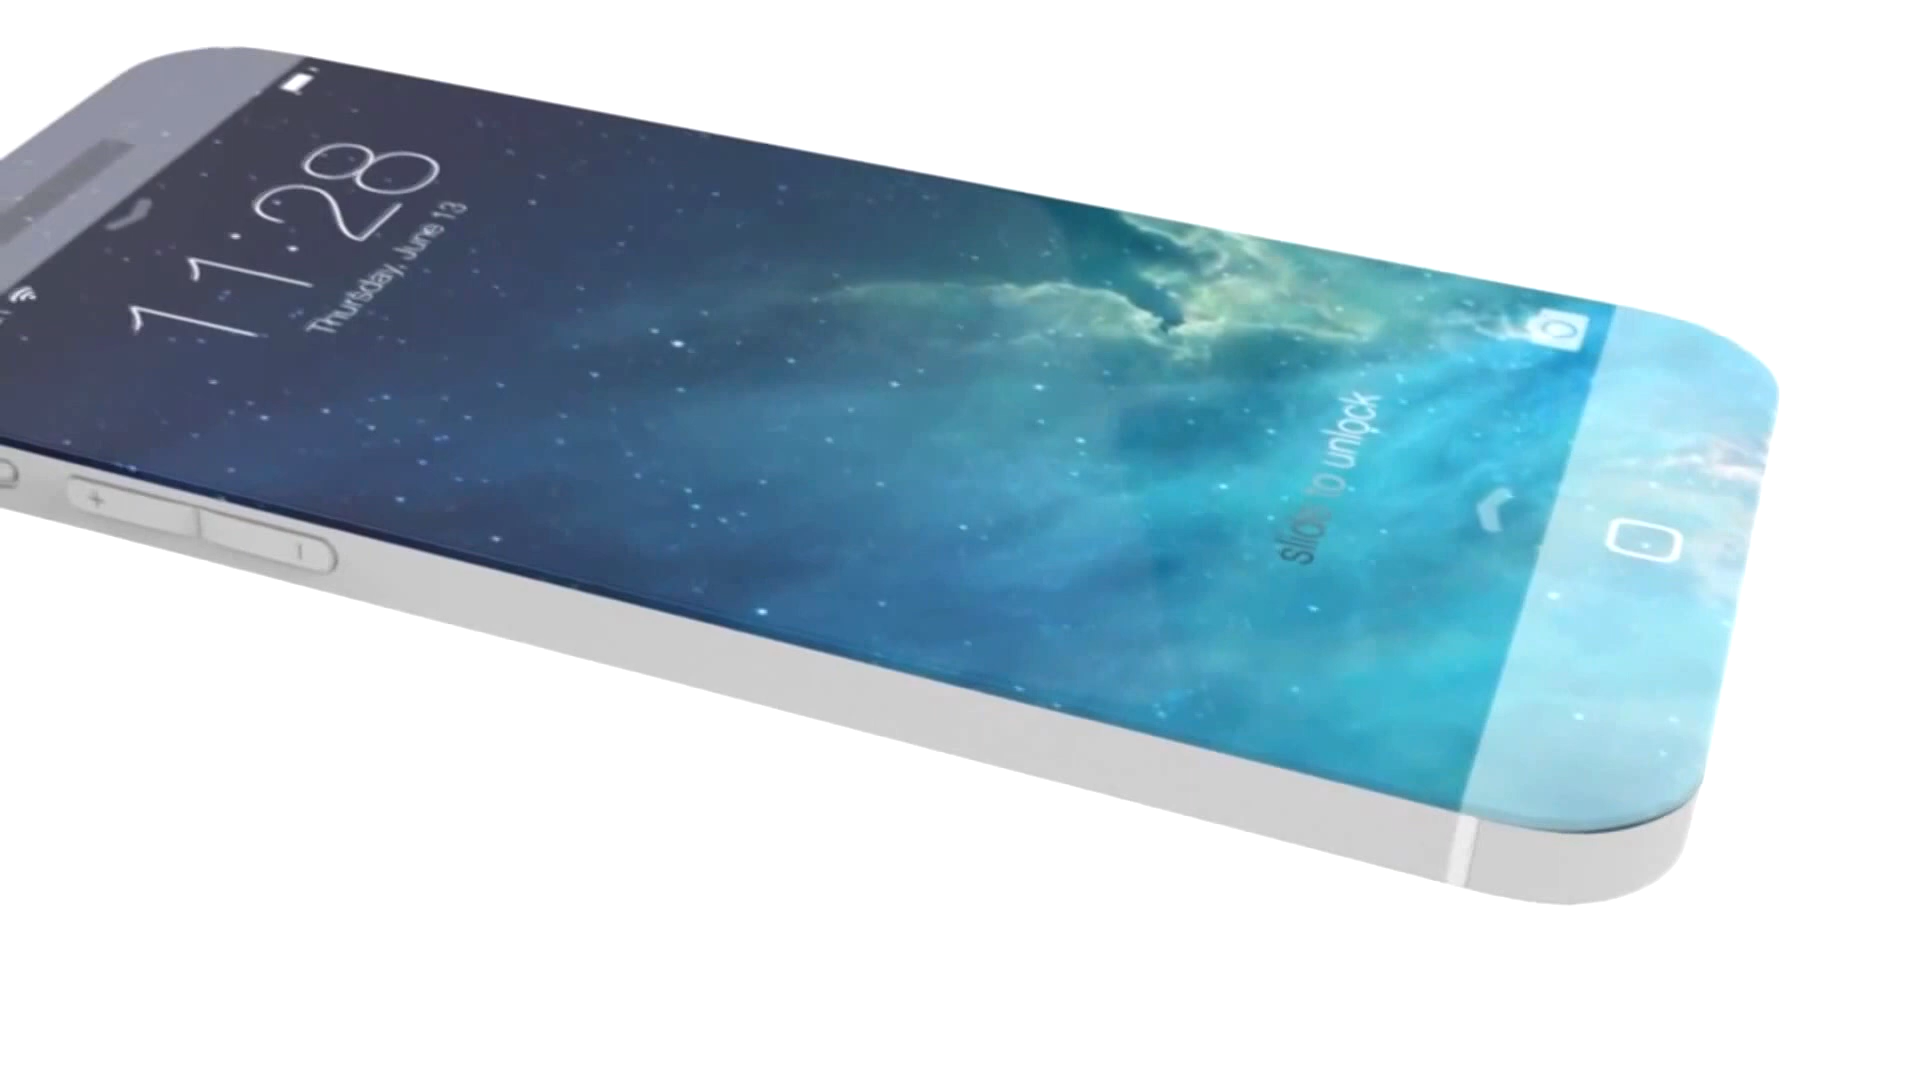 11:28
Thursday, June 13
slide to unlock
+
-